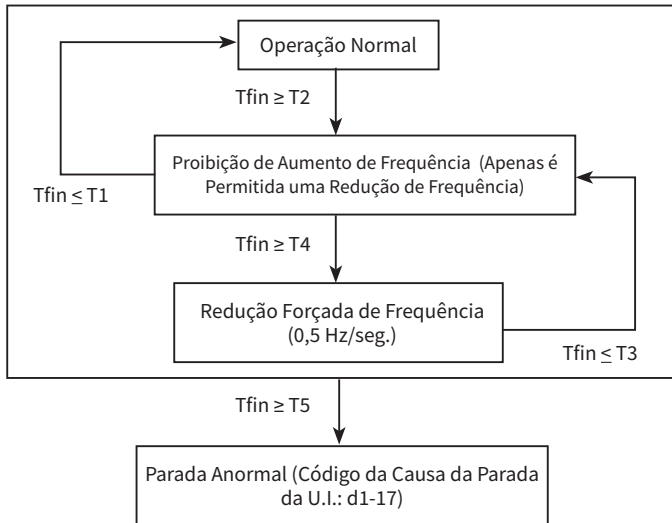 Operação Normal
Tfin ≥ T2
Proibição de Aumento de Frequência (Apenas é
Permitida uma Redução de Frequência)
Tfin ≤ T1
Tfin ≥ T4
Redução Forçada de Frequência
(0,5 Hz/seg.)
Tfin ≤ T3
Tfin ≥ T5
Parada Anormal (Código da Causa da Parada
da U.I.: d1-17)